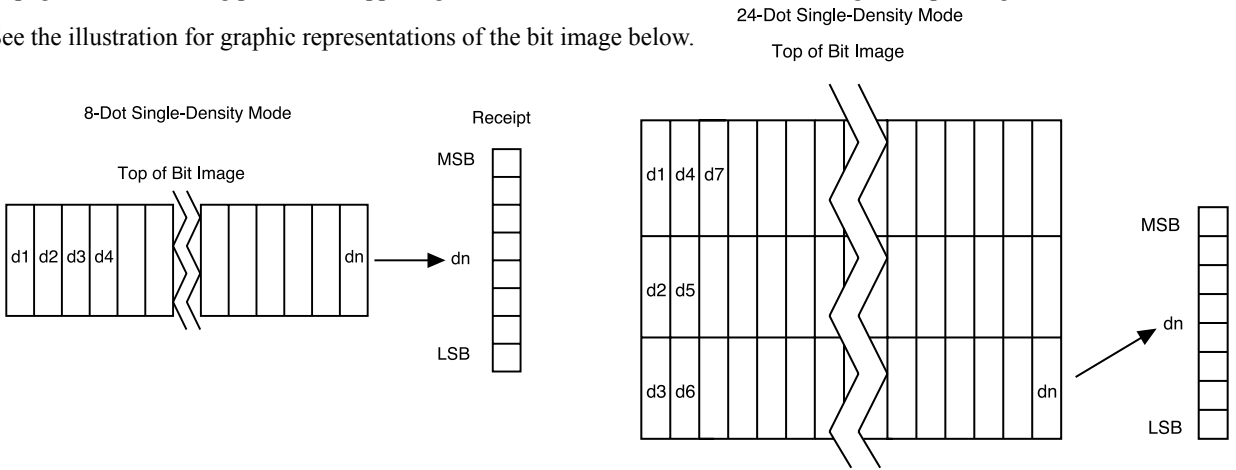 See the illustration for graphic representations of the bit image below.
8-Dot Single-Density Mode
Receipt
Top of Bit Image
MSB
d1 d2 d3 d4 dn
dn
LSB
24-Dot Single-Density Mode
Top of Bit Image
d1 d4 d7
d2 d5
d3 d6 dn
MSB
dn
LSB